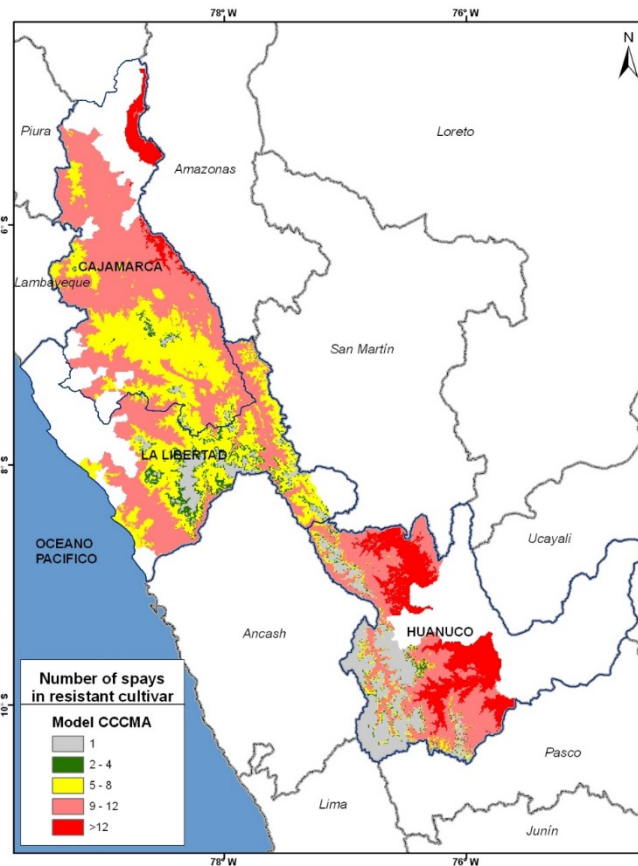 78° W
76° W
N
Piura
Loreto
Amazonas
6° S
CAJAMARCA
Lambayeque
San Martín
LA LIBERTAD
8° S
OCEANO
PACIFICO
Ucayali
Ancash
HUANUCO
Number of spays
in resistant cultivar
Model CCCMA
1
2 - 4
5 - 8
9 - 12
>12
10° S
Pasco
Lima
Junín
78° W
76° W